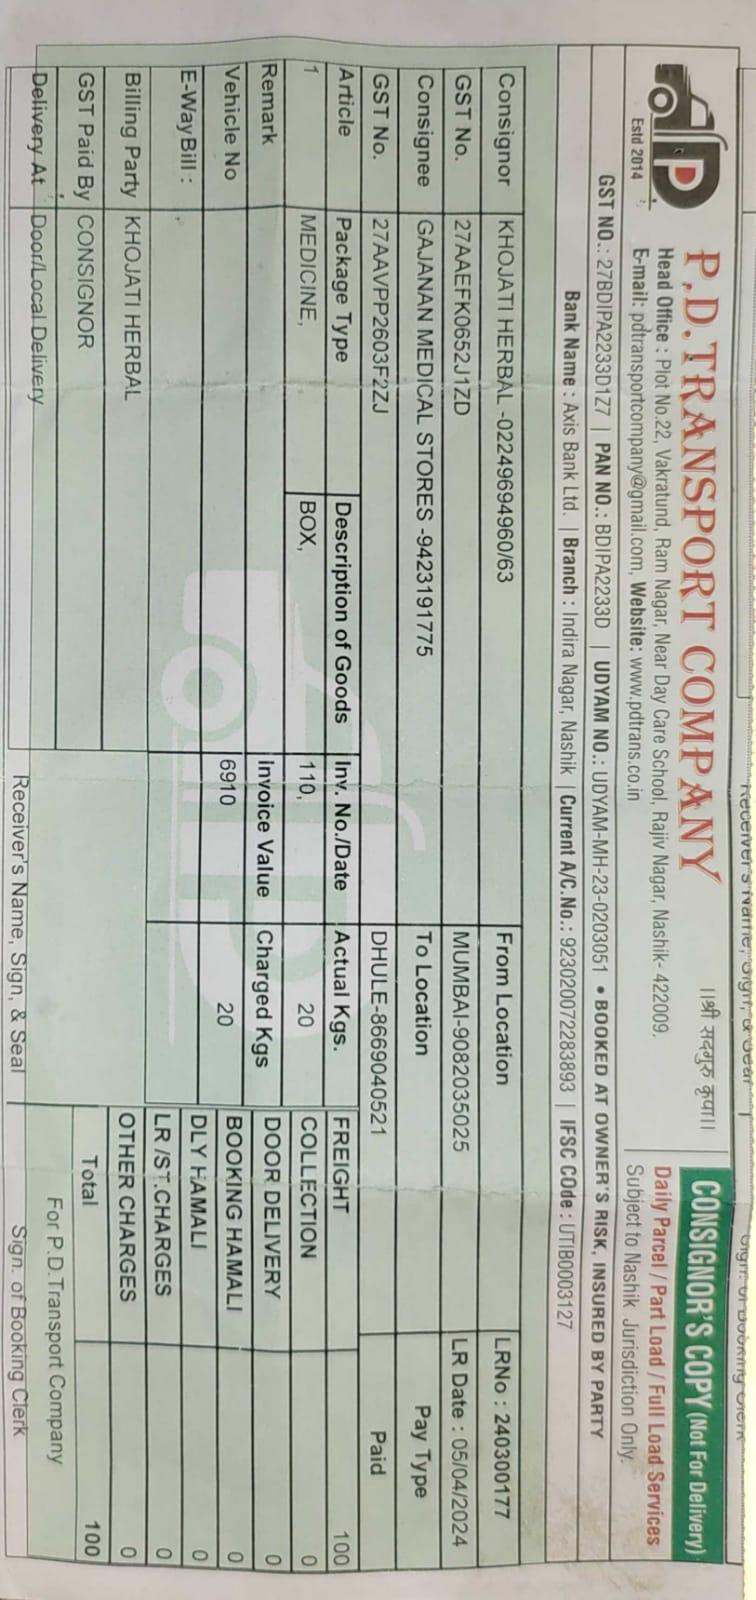 Receiver's Name, Sign, & Seal Sign. of Booking Clerk
P.D. TRANSPORT COMPANY
।।श्री सदगुरु कृपा।।
CONSIGNOR'S COPY (Not For Delivery)
Estd 2014
Head Office : Plot No.22, Vakratund, Ram Nagar, Near Day Care School, Rajiv Nagar, Nashik- 422009.
Daily Parcel / Part Load / Full Load Services
E-mail: pdtransportcompany@gmail.com, Website: www.pdtrans.co.in
Subject to Nashik Jurisdiction Only.
GST NO.: 27BDIPA2233D1Z7 | PAN NO.: BDIPA2233D | UDYAM NO.: UDYAM-MH-23-0203051 • BOOKED AT OWNER'S RISK, INSURED BY PARTY
Bank Name : Axis Bank Ltd. | Branch : Indira Nagar, Nashik | Current A/C.No.: 923020072283893 | IFSC COde : UTIB0003127
Consignor KHOJATI HERBAL -02249694960/63 From Location LRNo : 240300177
GST No. 27AAEFK0652J1ZD MUMBAI-9082035025 LR Date : 05/04/2024
Consignee GAJANAN MEDICAL STORES -9423191775 To Location Pay Type
GST No. 27AAVPP2603F2ZJ DHULE-8669040521 Paid
Article Package Type Description of Goods Inv. No./Date Actual Kgs. FREIGHT 100
1 MEDICINE, BOX, 110, 20 COLLECTION 0
Remark Invoice Value Charged Kgs DOOR DELIVERY 0
Vehicle No 6910 20 BOOKING HAMALI 0
E-WayBill : DLY HAMALI 0
LR /ST.CHARGES 0
Billing Party KHOJATI HERBAL OTHER CHARGES 0
GST Paid By CONSIGNOR Total 100
Delivery At Door/Local Delivery For P.D.Transport Company
Receiver's Name, Sign, & Seal Sign. of Booking Clerk